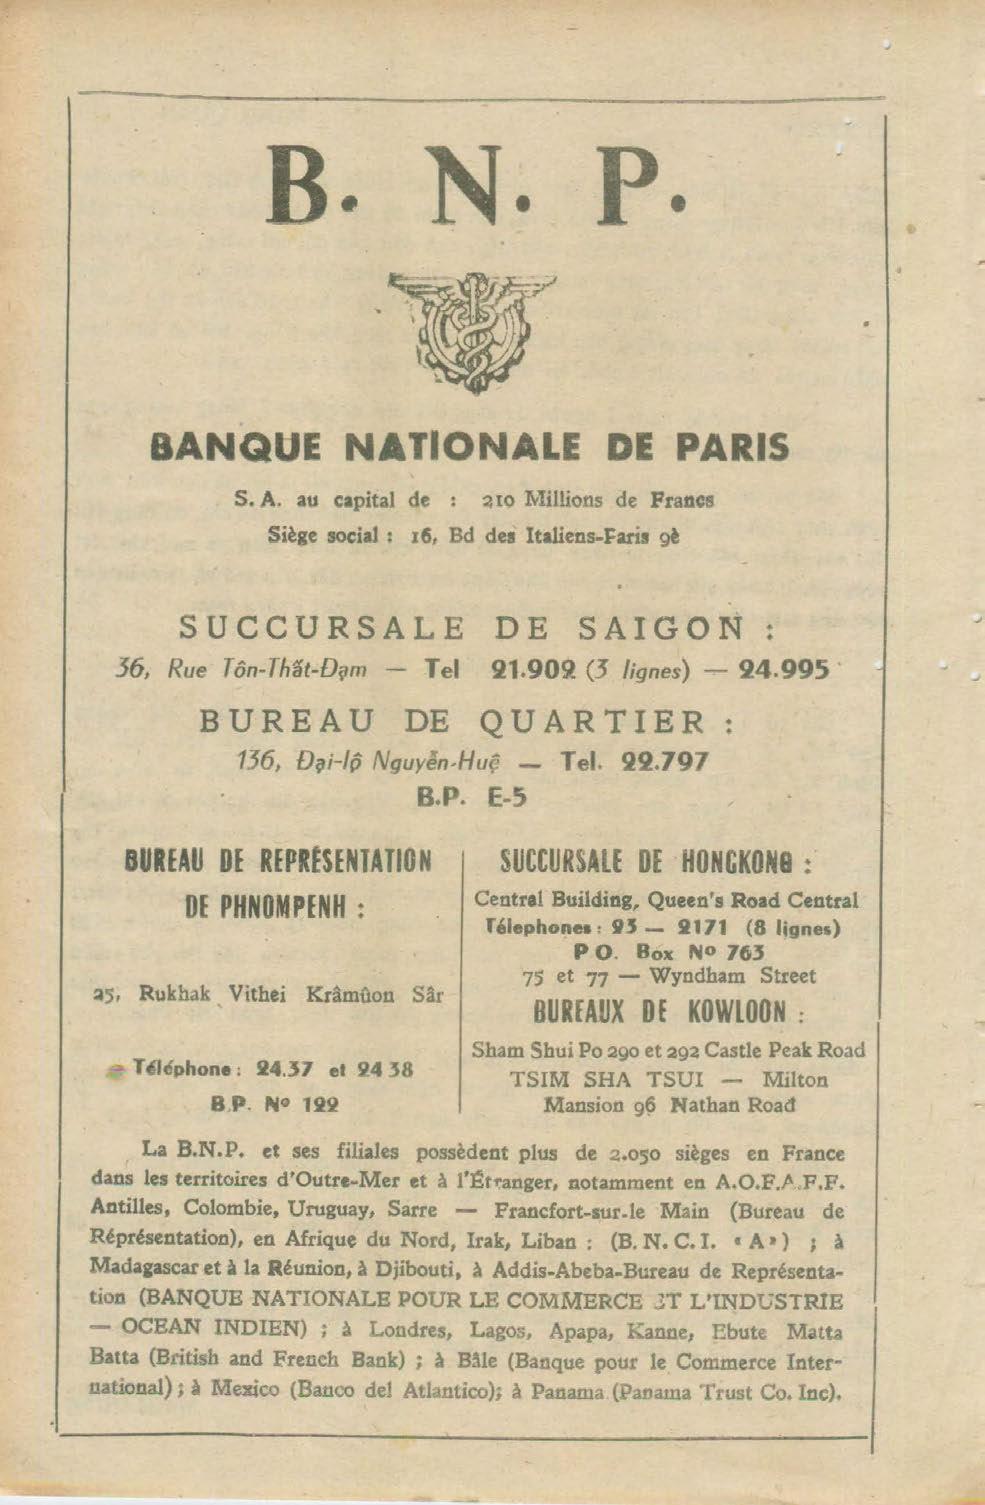 B. N. P.
BANQUE NATIONALE DE PARIS
S. A. au capital de : 210 Millions de Francs
Siège social : 16, Bd des Italiens-Faris 9è
SUCCURSALE DE SAIGON :
36, Rue Tôn-Thất-Đạm — Tel 21.902 (3 lignes) — 24.995
BUREAU DE QUARTIER :
136, Đại-lộ Nguyễn-Huệ — Tel. 22.797
B.P. E-5
BUREAU DE REPRÉSENTATION
DE PHNOMPENH :
25, Rukhak Vithei Krâmûon Sâr
Téléphone : 24.37 et 24 38
B.P. Nº 122
SUCCURSALE DE HONGKONG :
Central Building, Queen's Road Central
Télephones : 23 — 2171 (8 lignes)
P O. Box Nº 763
75 et 77 — Wyndham Street
BUREAUX DE KOWLOON :
Sham Shui Po 290 et 292 Castle Peak Road
TSIM SHA TSUI — Milton
Mansion 96 Nathan Road
La B.N.P. et ses filiales possèdent plus de 2.050 sièges en France
dans les territoires d'Outre-Mer et à l'Étranger, notamment en A.O.F.A.F.F.
Antilles, Colombie, Uruguay, Sarre — Francfort-sur-le Main (Bureau de
Réprésentation), en Afrique du Nord, Irak, Liban : (B. N. C. I. « A ») ; à
Madagascar et à la Réunion, à Djibouti, à Addis-Abeba-Bureau de Représenta-
tion (BANQUE NATIONALE POUR LE COMMERCE ET L'INDUSTRIE
— OCEAN INDIEN) ; à Londres, Lagos, Apapa, Kanne, Ebute Matta
Batta (British and French Bank) ; à Bâle (Banque pour le Commerce Inter-
national) ; à Mexico (Banco del Atlantico); à Panama (Panama Trust Co. Inc).